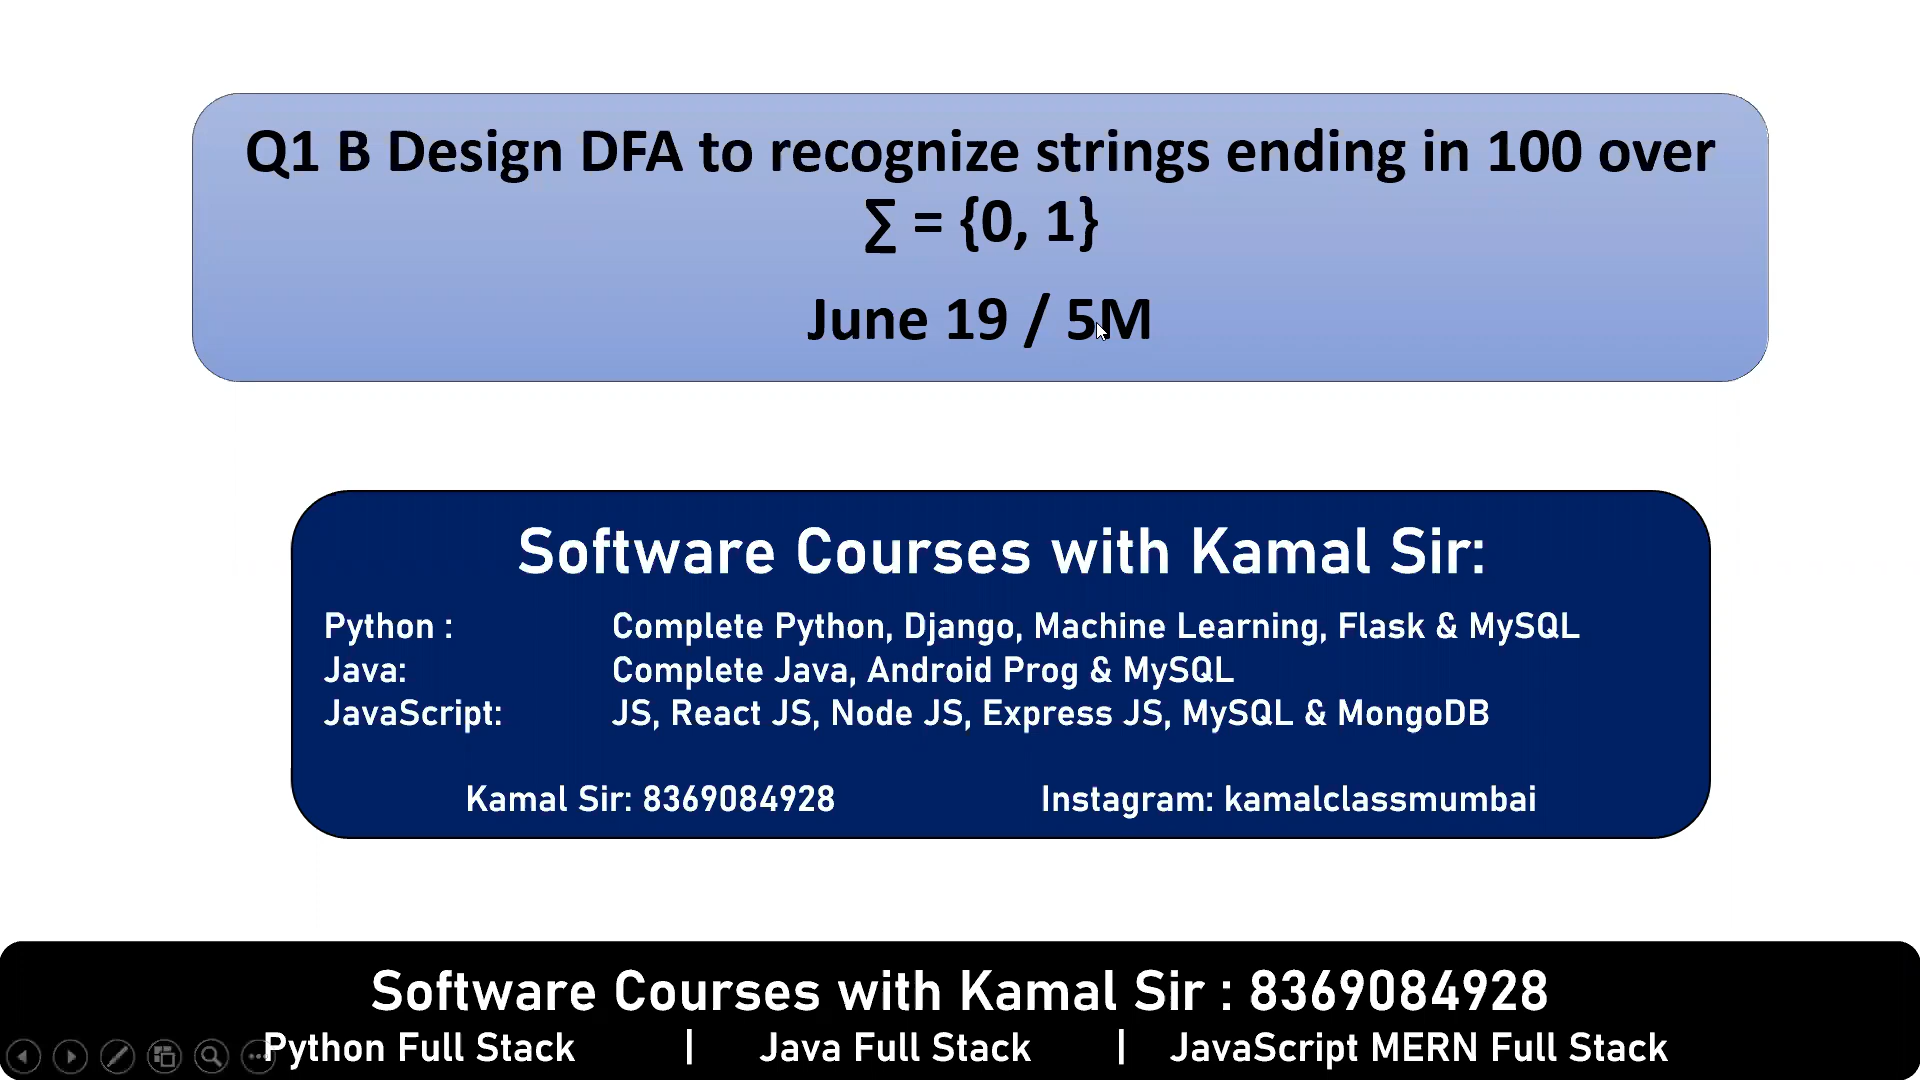 Q1 B Design DFA to recognize strings ending in 100 over
∑ = {0, 1}
June 19 / 5M
Software Courses with Kamal Sir:
Python : Complete Python, Django, Machine Learning, Flask & MySQL
Java: Complete Java, Android Prog & MySQL
JavaScript: JS, React JS, Node JS, Express JS, MySQL & MongoDB
Kamal Sir: 8369084928 Instagram: kamalclassmumbai
Software Courses with Kamal Sir : 8369084928
Python Full Stack | Java Full Stack | JavaScript MERN Full Stack